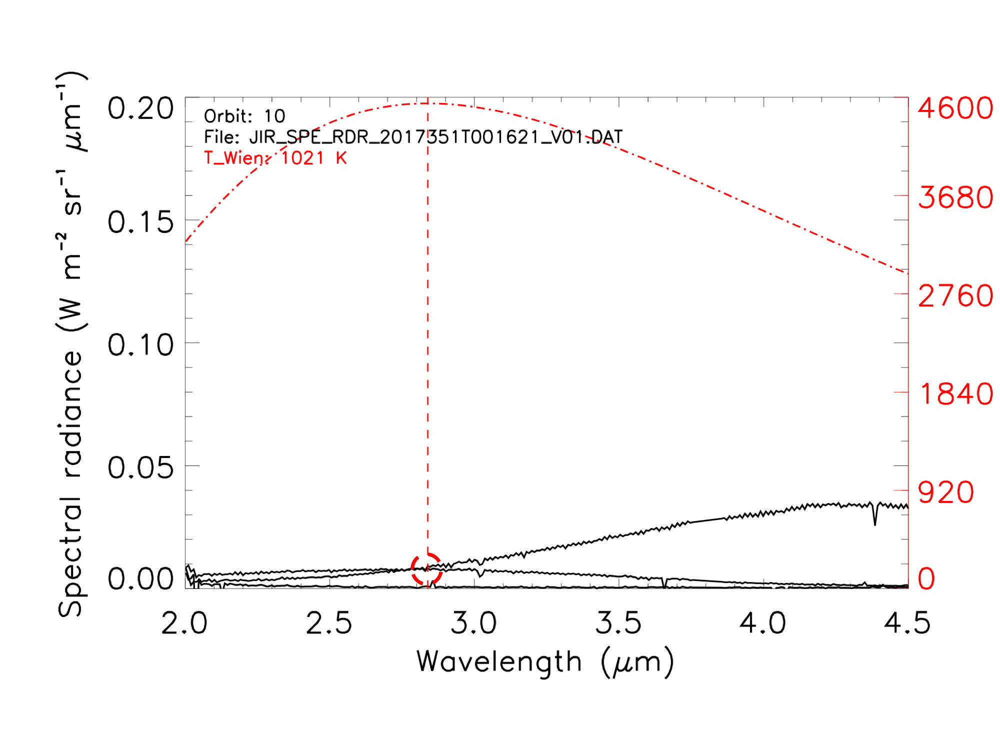 Orbit: 10
File: JIR_SPE_RDR_2017351T001621_V01.DAT
T_Wien: 1021 K
Spectral radiance (W m⁻² sr⁻¹ μm⁻¹)
0.20
0.15
0.10
0.05
0.00
4600
3680
2760
1840
920
0
2.0 2.5 3.0 3.5 4.0 4.5
Wavelength (μm)